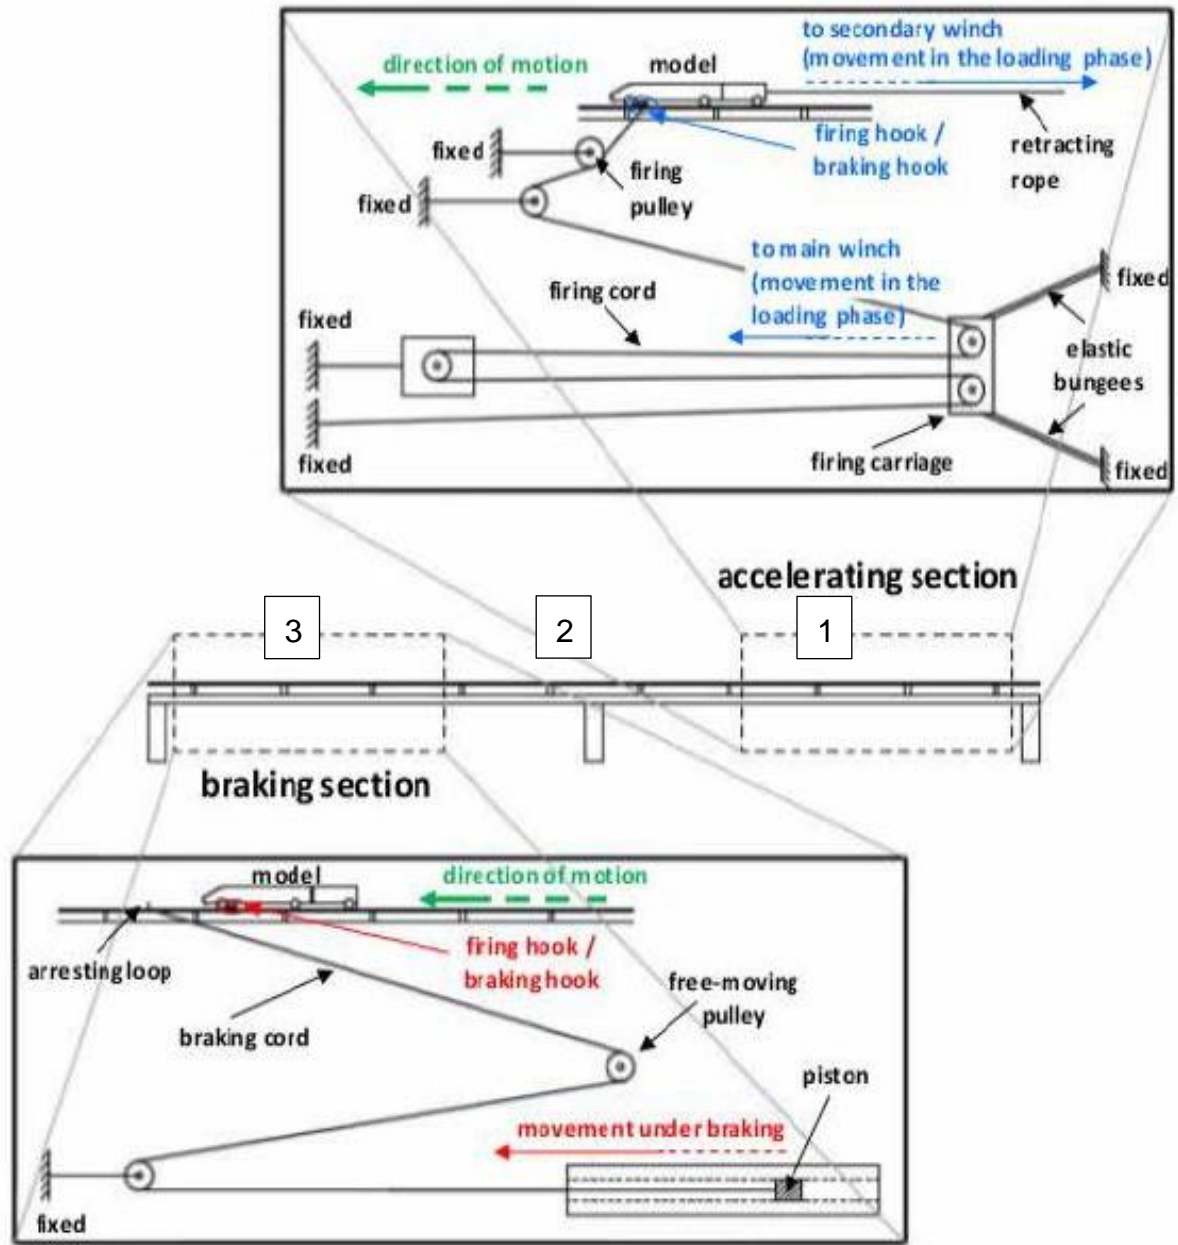 to secondary winch
(movement in the loading phase)
direction of motion
model
firing hook /
braking hook
retracting
rope
fixed
firing
pulley
fixed
to main winch
(movement in the
loading phase)
firing cord
fixed
fixed
elastic
bungees
firing carriage
fixed
fixed
accelerating section
3
2
1
braking section
model
direction of motion
arresting loop
firing hook /
braking hook
free-moving
pulley
braking cord
piston
movement under braking
fixed